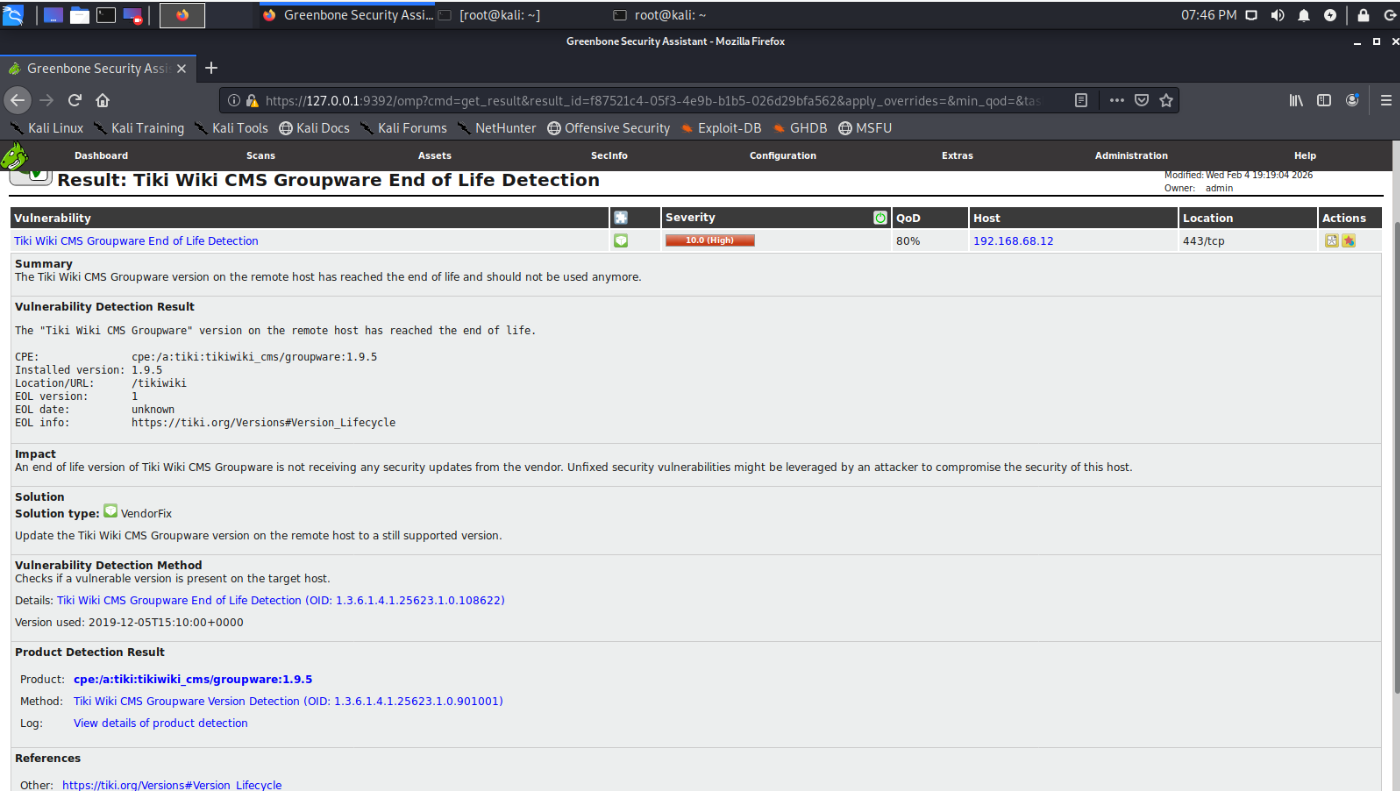 Greenbone Security Assi... [root@kali: ~] root@kali: ~ 07:46 PM
Greenbone Security Assistant - Mozilla Firefox
Greenbone Security Assi
https://127.0.0.1:9392/omp?cmd=get_result&result_id=f87521c4-05f3-4e9b-b1b5-026d29bfa562&apply_overrides=&min_qod=&tas
Kali Linux Kali Training Kali Tools Kali Docs Kali Forums NetHunter Offensive Security Exploit-DB GHDB MSFU
Dashboard Scans Assets SecInfo Configuration Extras Administration Help
Result: Tiki Wiki CMS Groupware End of Life Detection
Modified: Wed Feb 4 19:19:04 2026
Owner: admin
Vulnerability Severity QoD Host Location Actions
Tiki Wiki CMS Groupware End of Life Detection 10.0 (High) 80% 192.168.68.12 443/tcp
Summary
The Tiki Wiki CMS Groupware version on the remote host has reached the end of life and should not be used anymore.
Vulnerability Detection Result
The "Tiki Wiki CMS Groupware" version on the remote host has reached the end of life.
CPE: cpe:/a:tiki:tikiwiki_cms/groupware:1.9.5
Installed version: 1.9.5
Location/URL: /tikiwiki
EOL version: 1
EOL date: unknown
EOL info: https://tiki.org/Versions#Version_Lifecycle
Impact
An end of life version of Tiki Wiki CMS Groupware is not receiving any security updates from the vendor. Unfixed security vulnerabilities might be leveraged by an attacker to compromise the security of this host.
Solution
Solution type: VendorFix
Update the Tiki Wiki CMS Groupware version on the remote host to a still supported version.
Vulnerability Detection Method
Checks if a vulnerable version is present on the target host.
Details: Tiki Wiki CMS Groupware End of Life Detection (OID: 1.3.6.1.4.1.25623.1.0.108622)
Version used: 2019-12-05T15:10:00+0000
Product Detection Result
Product: cpe:/a:tiki:tikiwiki_cms/groupware:1.9.5
Method: Tiki Wiki CMS Groupware Version Detection (OID: 1.3.6.1.4.1.25623.1.0.901001)
Log: View details of product detection
References
Other: https://tiki.org/Versions#Version_Lifecycle